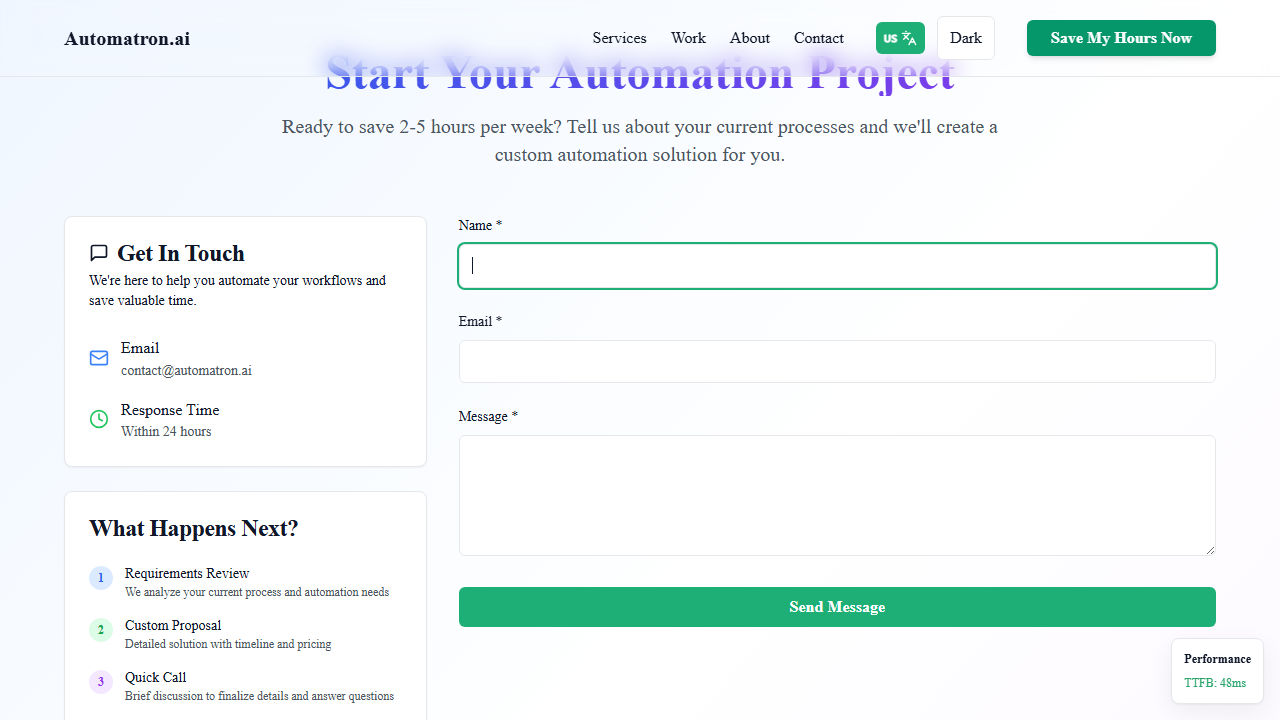 Automatron.ai
Services
Work
About
Contact
US
Dark
Save My Hours Now
Start Your Automation Project
Ready to save 2-5 hours per week? Tell us about your current processes and we'll create a
custom automation solution for you.
Get In Touch
We're here to help you automate your workflows and
save valuable time.
Email
contact@automatron.ai
Response Time
Within 24 hours
What Happens Next?
1
Requirements Review
We analyze your current process and automation needs
2
Custom Proposal
Detailed solution with timeline and pricing
3
Quick Call
Brief discussion to finalize details and answer questions
Name *
Email *
Message *
Send Message
Performance
TTFB: 48ms